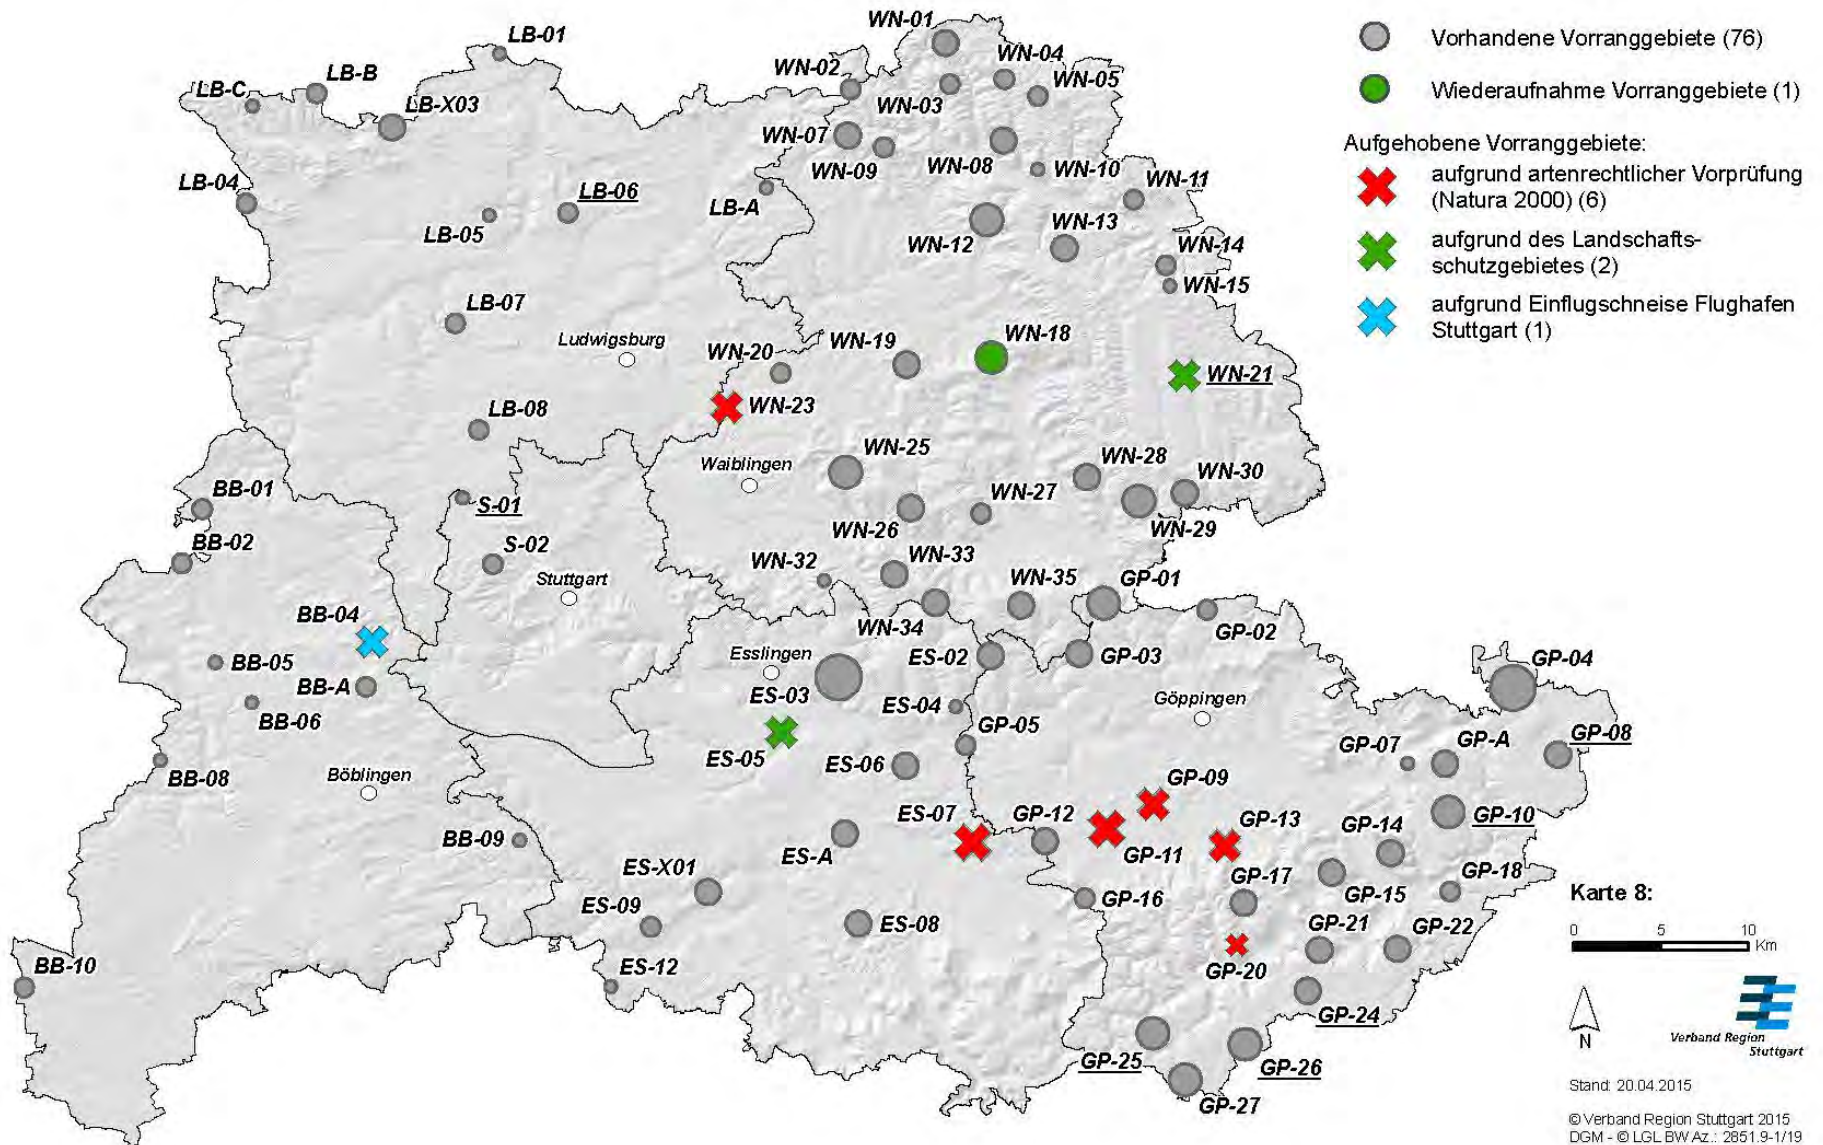 WN-01
LB-01
Vorhandene Vorranggebiete (76)
WN-04
WN-02
LB-B
WN-05
LB-C
Wiederaufnahme Vorranggebiete (1)
LB-X03
WN-03
WN-07
Aufgehobene Vorranggebiete:
WN-09
WN-08
WN-10
aufgrund artenrechtlicher Vorprüfung
(Natura 2000) (6)
LB-04
LB-06
WN-11
LB-A
LB-05
WN-13
WN-12
WN-14
aufgrund des Landschafts-
schutzgebietes (2)
WN-15
LB-07
aufgrund Einflugschneise Flughafen
Stuttgart (1)
Ludwigsburg
WN-20
WN-19
WN-18
WN-21
WN-23
LB-08
WN-25
Waiblingen
WN-28
WN-30
BB-01
WN-27
S-01
WN-26
WN-29
BB-02
S-02
WN-33
WN-32
Stuttgart
WN-35
GP-01
BB-04
WN-34
GP-02
Esslingen
ES-02
GP-03
GP-04
BB-05
BB-A
ES-03
Göppingen
ES-04
BB-06
GP-05
GP-08
GP-A
GP-07
ES-05
ES-06
BB-08
Böblingen
GP-09
ES-07
GP-12
GP-13
GP-10
BB-09
GP-14
ES-A
GP-11
ES-X01
GP-17
GP-15
GP-18
Karte 8:
GP-16
ES-09
ES-08
GP-21
GP-22
0 5 10
Km
BB-10
ES-12
GP-20
GP-24
N
Verband Region
Stuttgart
GP-25
GP-26
Stand: 20.04.2015
GP-27
© Verband Region Stuttgart 2015
DGM - © LGL BW Az.: 2851.9-1/19